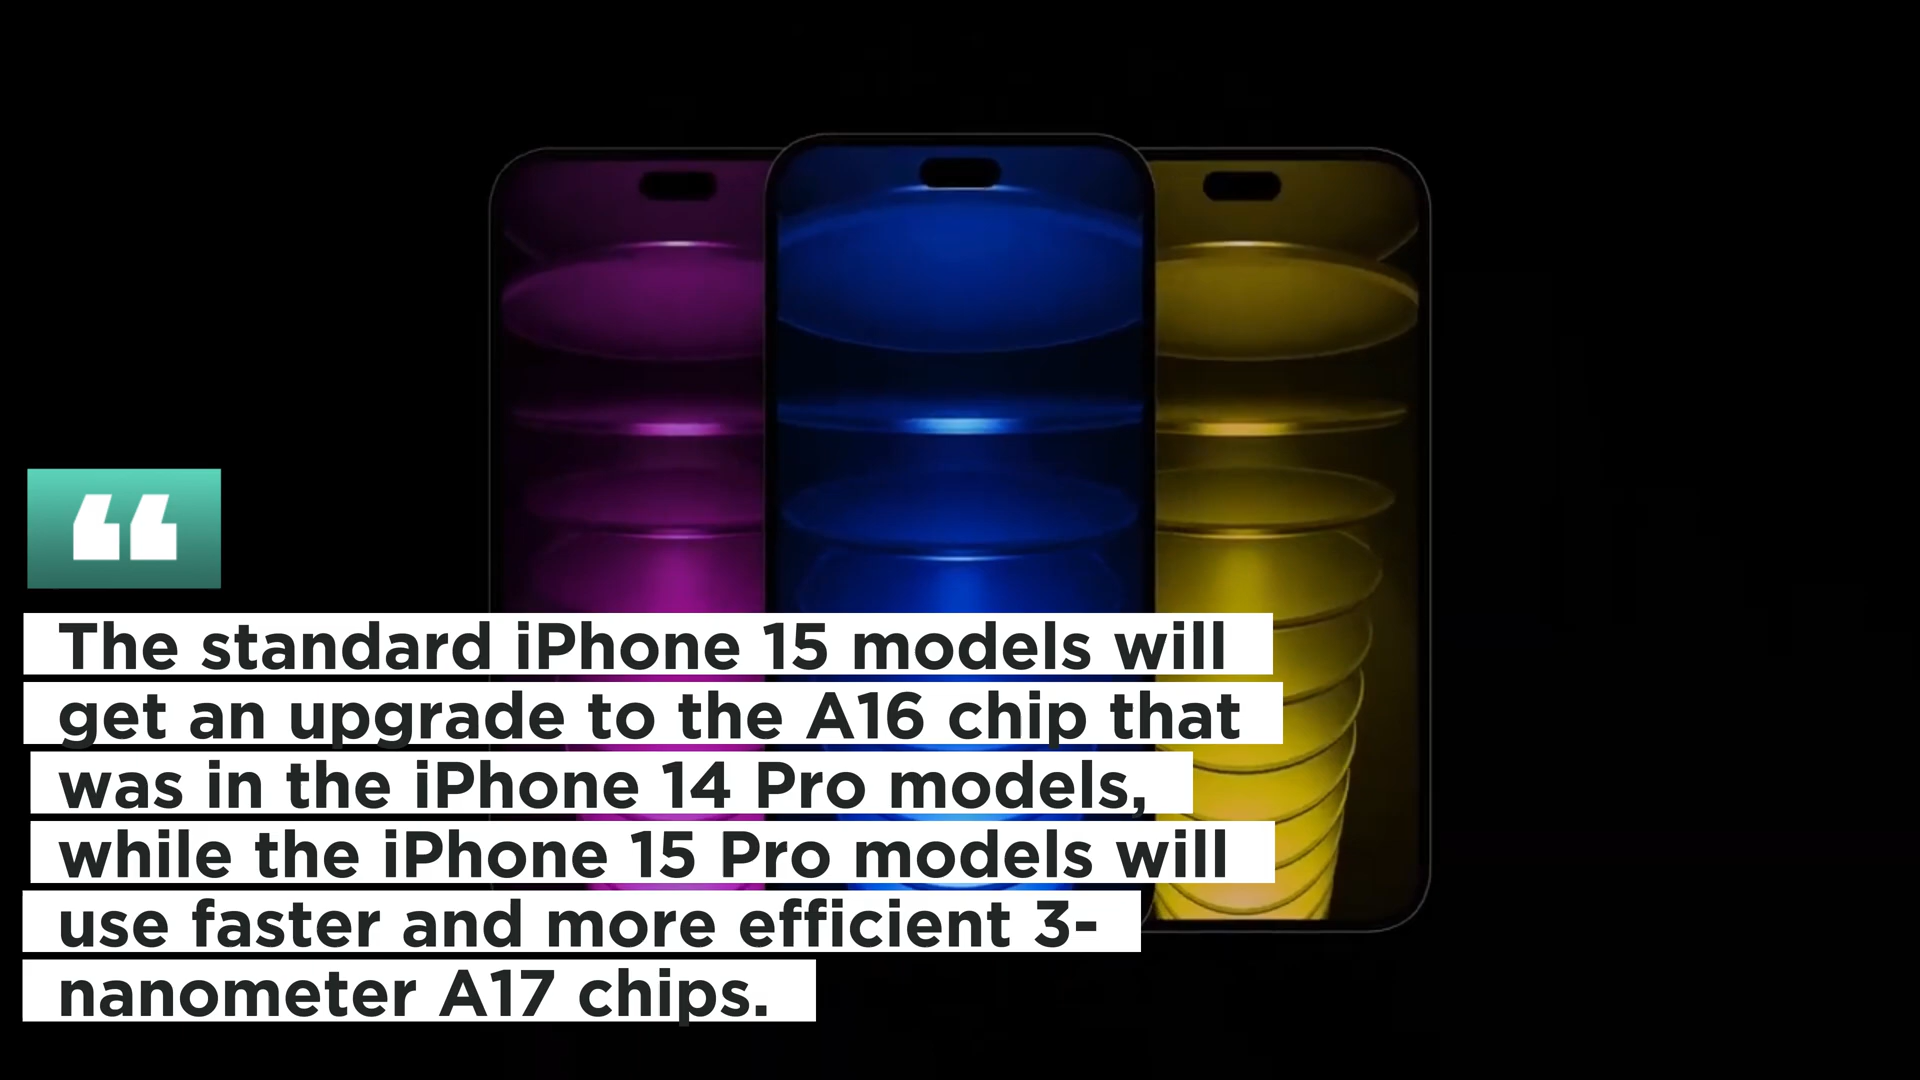 “
The standard iPhone 15 models will
get an upgrade to the A16 chip that
was in the iPhone 14 Pro models,
while the iPhone 15 Pro models will
use faster and more efficient 3-
nanometer A17 chips.